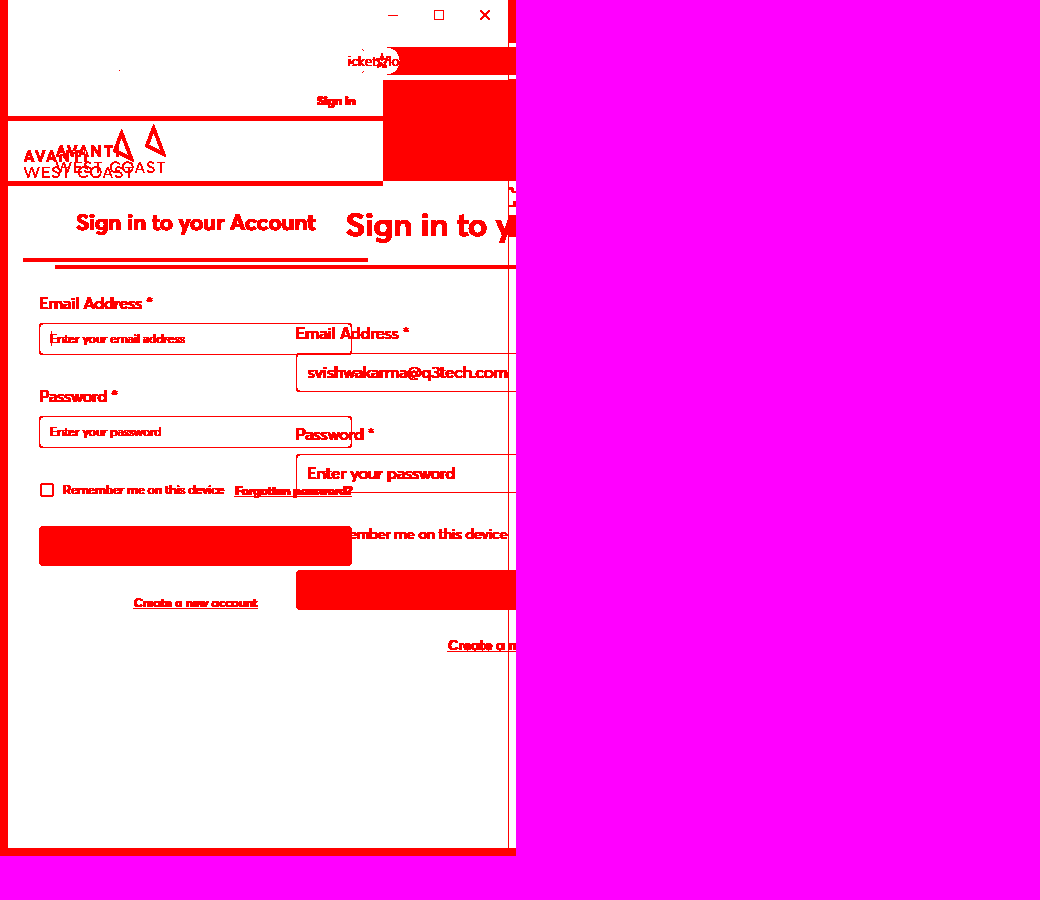 Sign in
AVANTI
WEST COAST
AVANTI
WEST COAST
Sign in to your Account
Sign in to y
Email Address *
Enter your email address
Email Address *
svishwakarma@q3tech.com
Password *
Enter your password
Password *
Enter your password
Remember me on this device
Forgotten password?
ember me on this device
Create a new account
Create a